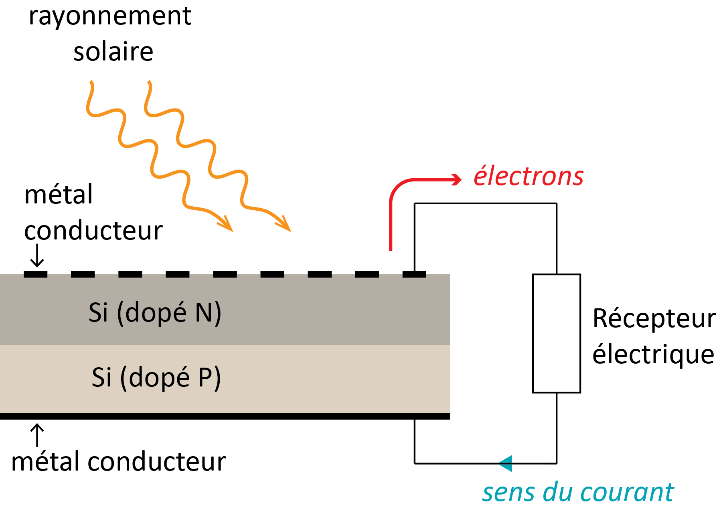 rayonnement
solaire
électrons
métal
conducteur
Si (dopé N)
Récepteur
électrique
Si (dopé P)
métal conducteur
sens du courant